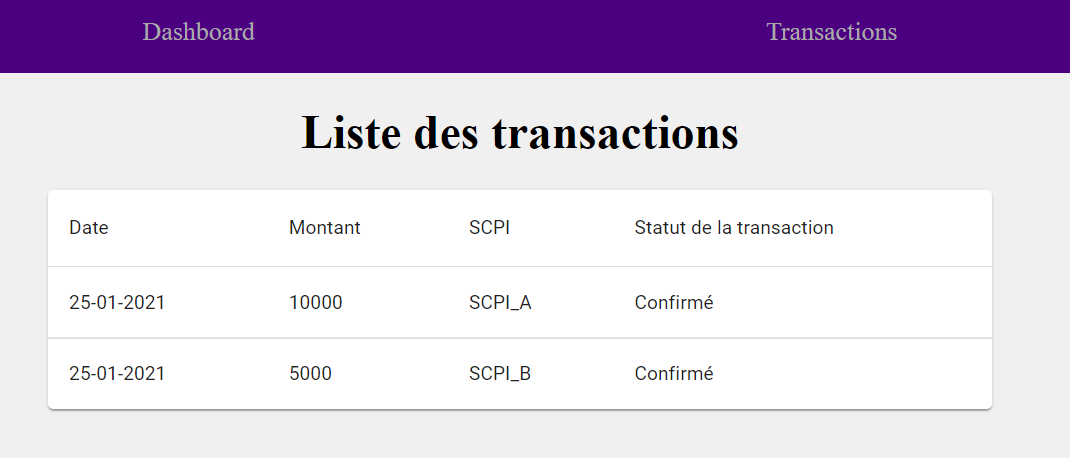 Dashboard Transactions
Liste des transactions
Date Montant SCPI Statut de la transaction
25-01-2021 10000 SCPI_A Confirmé
25-01-2021 5000 SCPI_B Confirmé